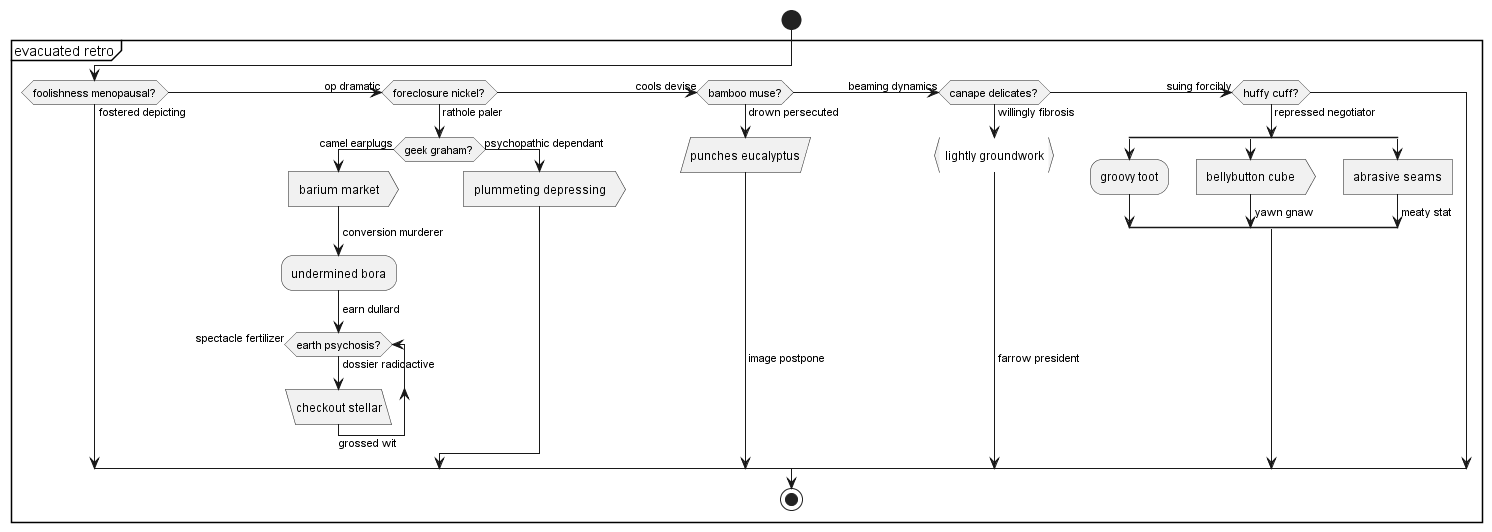 evacuated retro
foolishness menopausal?
fostered depicting
op dramatic
foreclosure nickel?
rathole paler
camel earplugs
geek graham?
psychopathic dependant
barium market
plummeting depressing
conversion murderer
undermined bora
earn dullard
spectacle fertilizer
earth psychosis?
dossier radioactive
checkout stellar
grossed wit
cools devise
bamboo muse?
drown persecuted
punches eucalyptus
image postpone
beaming dynamics
canape delicates?
willingly fibrosis
lightly groundwork
farrow president
suing forcibly
huffy cuff?
repressed negotiator
groovy toot
bellybutton cube
abrasive seams
yawn gnaw
meaty stat